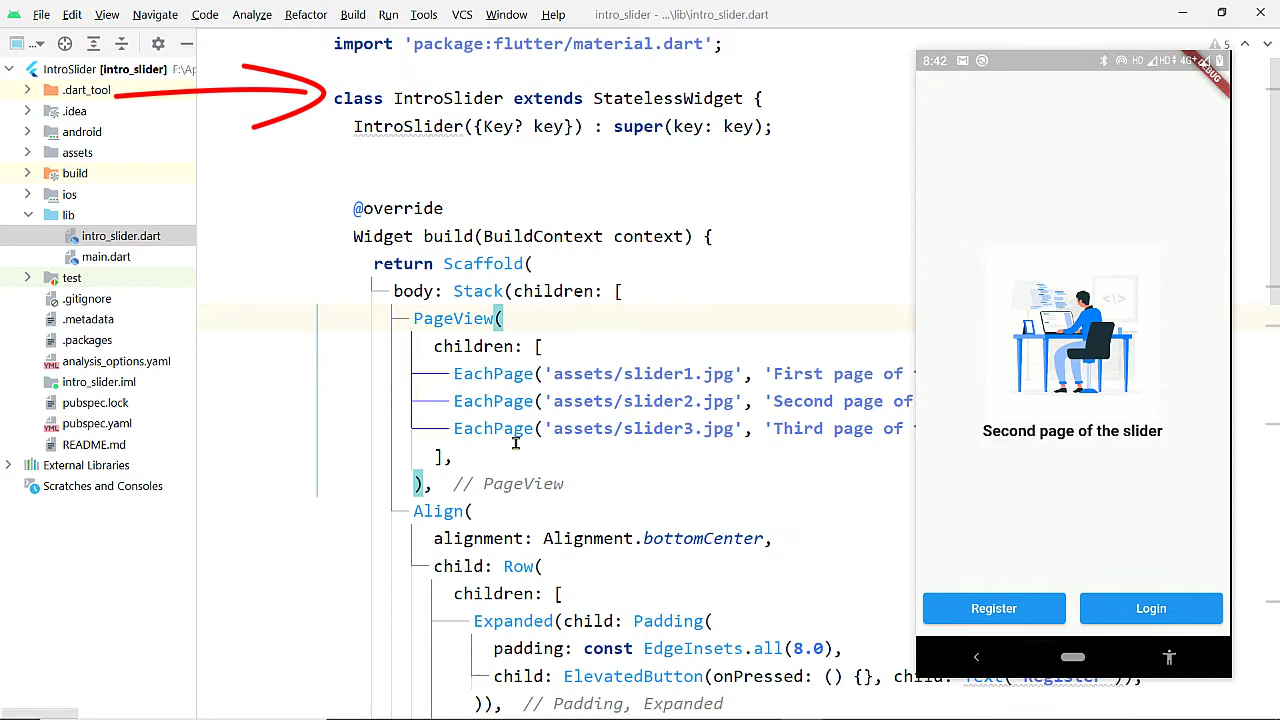 File Edit View Navigate Code Analyze Refactor Build Run Tools VCS Window Help intro_slider - ...\lib\intro_slider.dart
IntroSlider [intro_slider] F:\Ap
.dart_tool
.idea
android
assets
build
ios
lib
intro_slider.dart
main.dart
test
.gitignore
.metadata
.packages
analysis_options.yaml
intro_slider.iml
pubspec.lock
pubspec.yaml
README.md
External Libraries
Scratches and Consoles
import 'package:flutter/material.dart';
class IntroSlider extends StatelessWidget {
IntroSlider({Key? key}) : super(key: key);
@override
Widget build(BuildContext context) {
return Scaffold(
body: Stack(children: [
PageView(
children: [
EachPage('assets/slider1.jpg', 'First page of
EachPage('assets/slider2.jpg', 'Second page of
EachPage('assets/slider3.jpg', 'Third page of
],
), // PageView
Align(
alignment: Alignment.bottomCenter,
child: Row(
children: [
Expanded(child: Padding(
padding: const EdgeInsets.all(8.0),
child: ElevatedButton(onPressed: () {}, child: Text("Register")),
)), // Padding, Expanded
5
8:42 HD HD 4G+
DEBUG
</>
Second page of the slider
Register Login